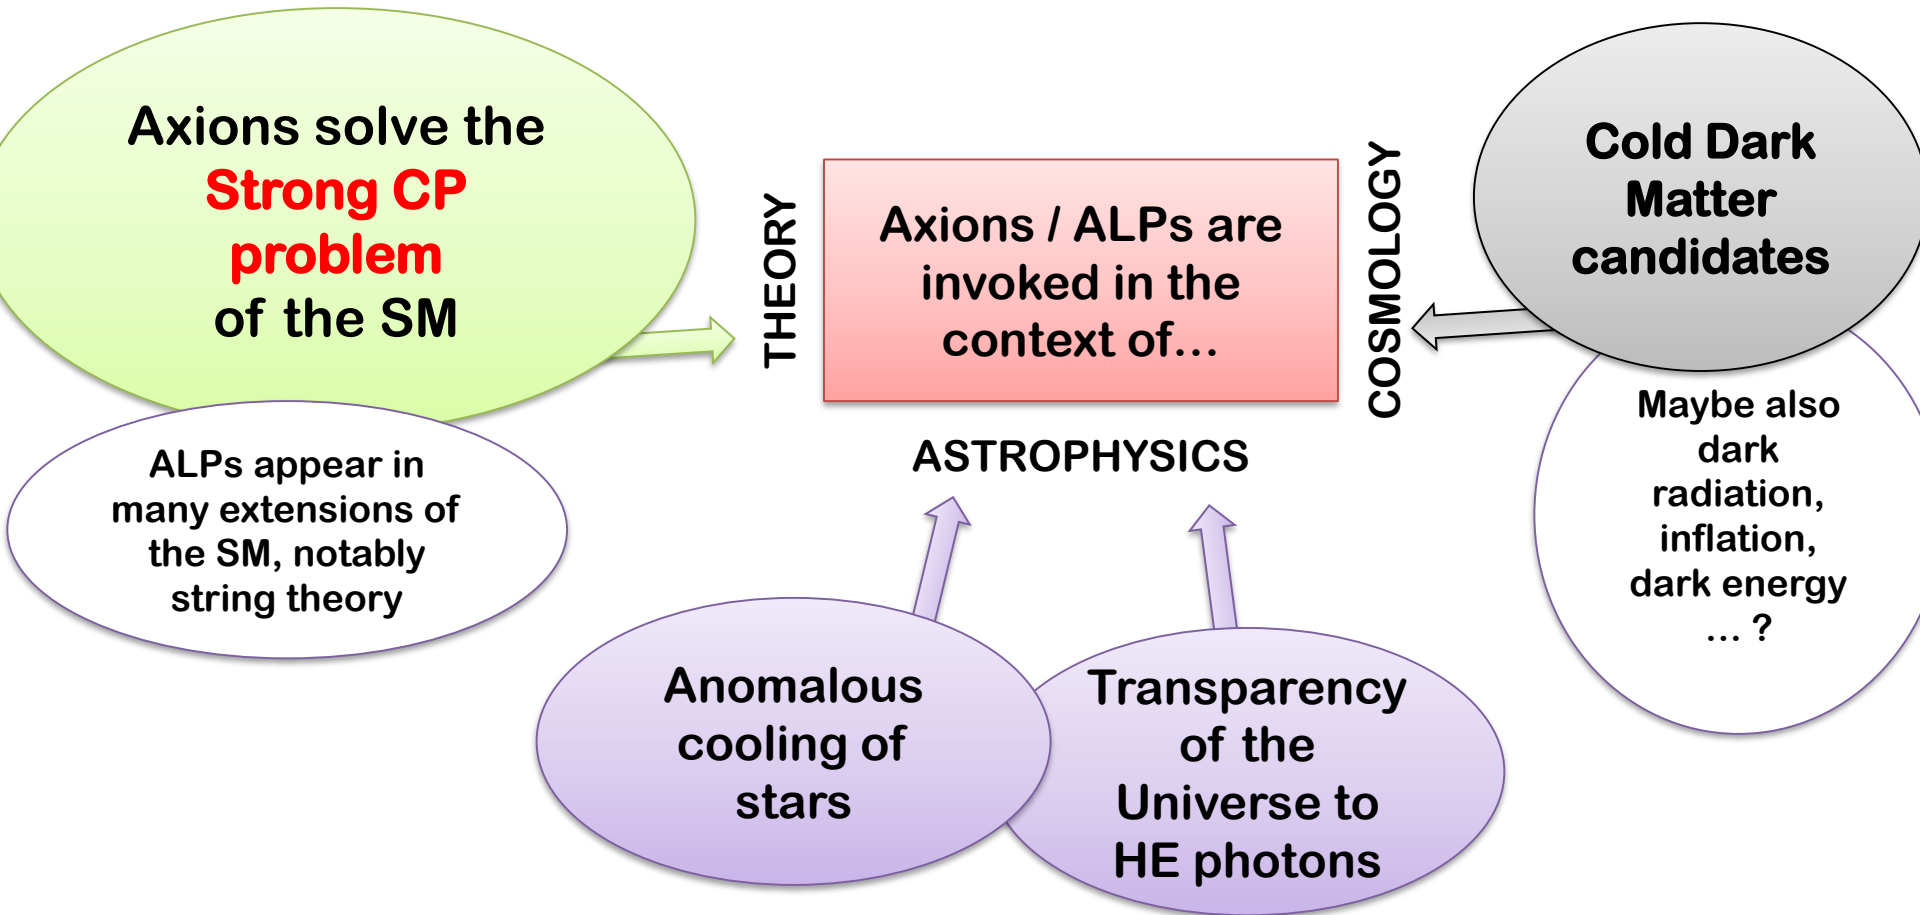 Axions solve the
Strong CP
problem
of the SM
ALPs appear in
many extensions of
the SM, notably
string theory
THEORY
Axions / ALPs are
invoked in the
context of...
COSMOLOGY
Cold Dark
Matter
candidates
Maybe also
dark
radiation,
inflation,
dark energy
... ?
ASTROPHYSICS
Anomalous
cooling of
stars
Transparency
of the
Universe to
HE photons